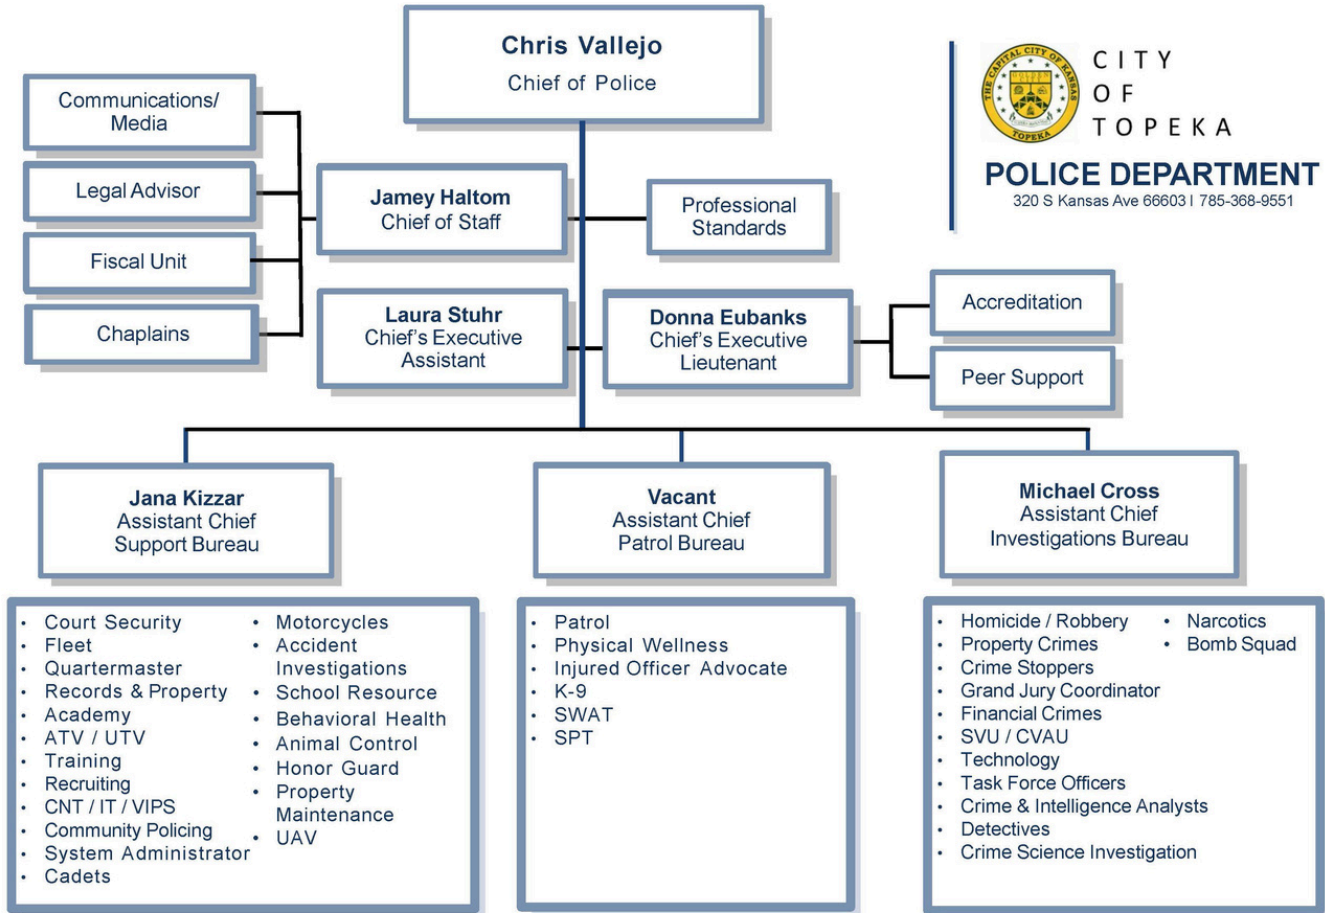 Chris Vallejo
Chief of Police
THE CAPITAL CITY OF KANSAS
TOPEKA
CITY
OF
TOPEKA
POLICE DEPARTMENT
320 S Kansas Ave 66603 I 785-368-9551
Communications/
Media
Legal Advisor
Fiscal Unit
Chaplains
Jamey Haltom
Chief of Staff
Professional
Standards
Laura Stuhr
Chief's Executive
Assistant
Donna Eubanks
Chief's Executive
Lieutenant
Accreditation
Peer Support
Jana Kizzar
Assistant Chief
Support Bureau
Vacant
Assistant Chief
Patrol Bureau
Michael Cross
Assistant Chief
Investigations Bureau
• Court Security
• Fleet
• Quartermaster
• Records & Property
• Academy
• ATV / UTV
• Training
• Recruiting
• CNT / IT / VIPS
• Community Policing
• System Administrator
• Cadets
• Motorcycles
• Accident
Investigations
• School Resource
• Behavioral Health
• Animal Control
• Honor Guard
• Property
Maintenance
• UAV
• Patrol
• Physical Wellness
• Injured Officer Advocate
• K-9
• SWAT
• SPT
• Homicide / Robbery
• Property Crimes
• Crime Stoppers
• Grand Jury Coordinator
• Financial Crimes
• SVU / CVAU
• Technology
• Task Force Officers
• Crime & Intelligence Analysts
• Detectives
• Crime Science Investigation
• Narcotics
• Bomb Squad